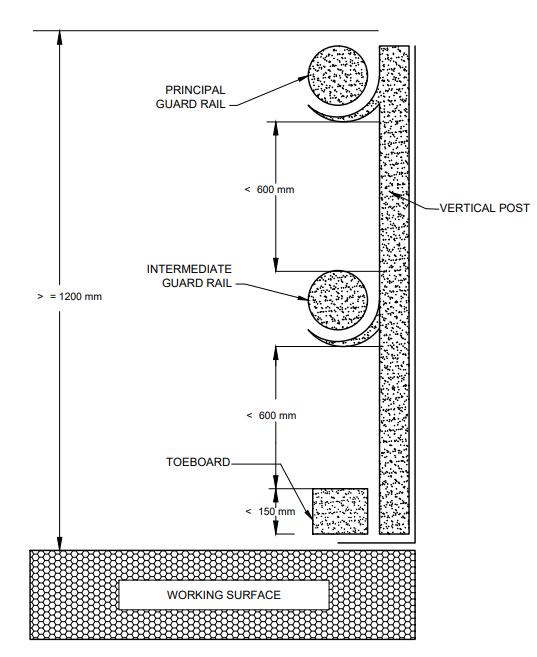 PRINCIPAL
GUARD RAIL
< 600 mm
VERTICAL POST
INTERMEDIATE
GUARD RAIL
> = 1200 mm
< 600 mm
TOEBOARD
< 150 mm
WORKING SURFACE